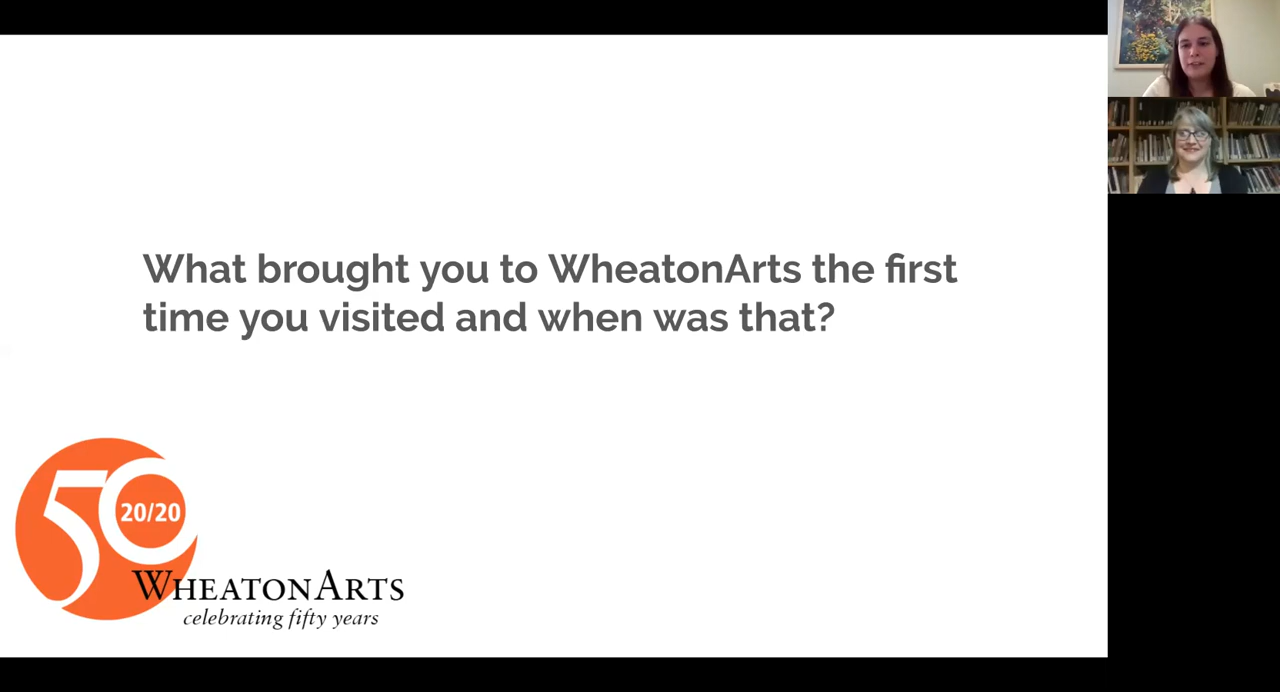 What brought you to WheatonArts the first
time you visited and when was that?
50
20/20
WHEATONARTS
celebrating fifty years